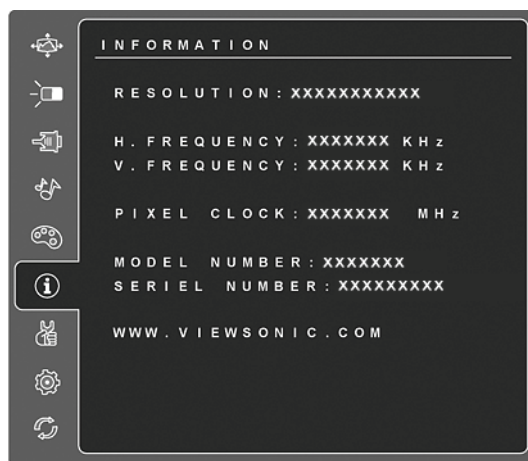 INFORMATION
RESOLUTION:XXXXXXXXXXX
H. FREQUENCY:XXXXXXX KHz
V. FREQUENCY:XXXXXXX KHz
PIXEL CLOCK:XXXXXXX MHz
MODEL NUMBER:XXXXXXX
SERIEL NUMBER:XXXXXXXXX
WWW.VIEWSONIC.COM